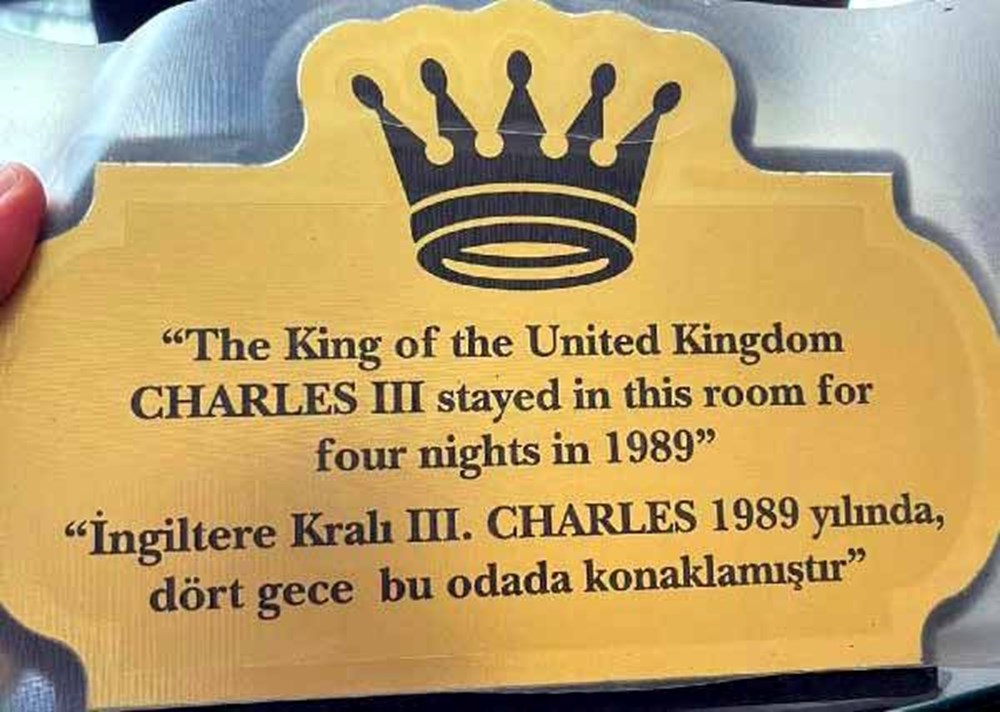 “The King of the United Kingdom
CHARLES III stayed in this room for
four nights in 1989”
“İngiltere Kralı III. CHARLES 1989 yılında,
dört gece bu odada konaklamıştır”